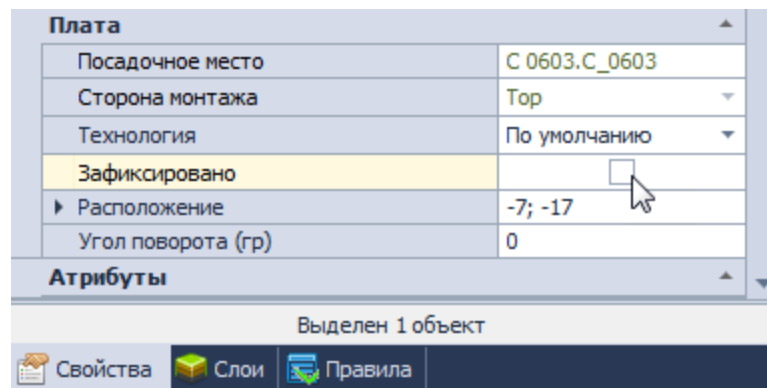 Плата
Посадочное место C 0603.C_0603
Сторона монтажа Top
Технология По умолчанию
Зафиксировано
Расположение -7; -17
Угол поворота (гр) 0
Атрибуты
Выделен 1 объект
Свойства Слои Правила